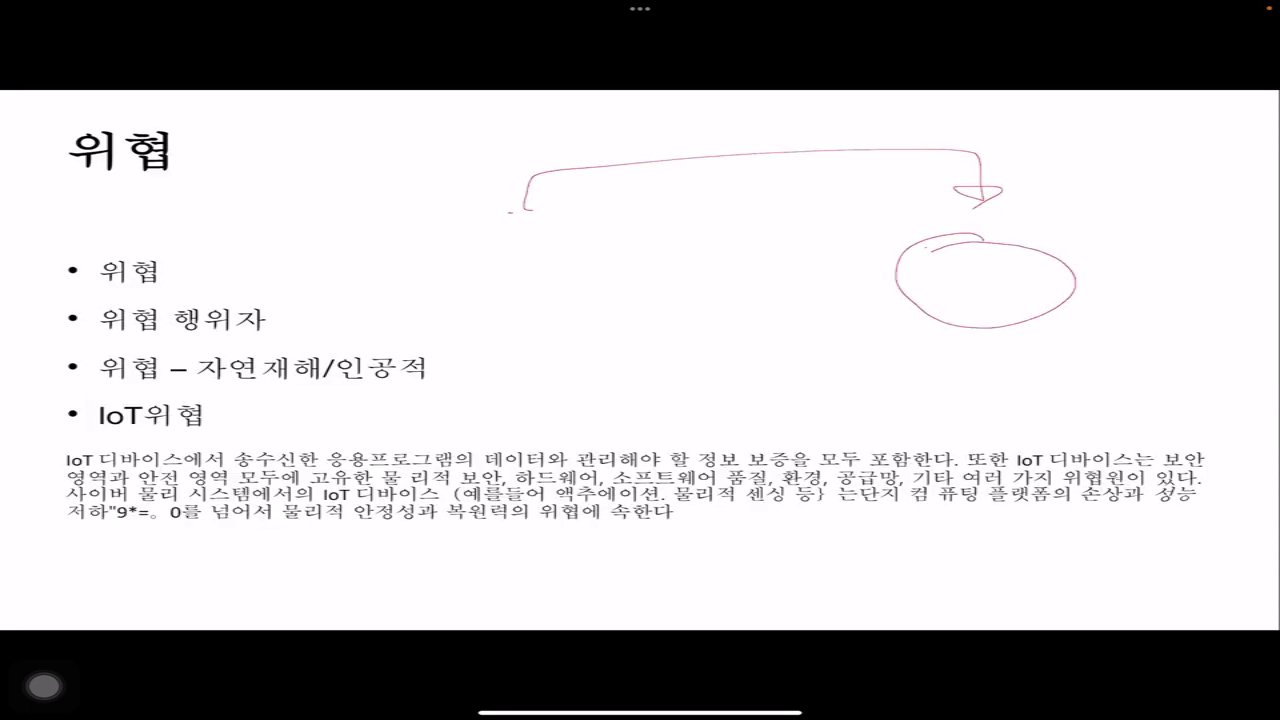 위협
• 위협
• 위협 행위자
• 위협 – 자연재해/인공적
• IoT위협
IoT 디바이스에서 송수신한 응용프로그램의 데이터와 관리해야 할 정보 보증을 모두 포함한다. 또한 IoT 디바이스는 보안
영역과 안전 영역 모두에 고유한 물 리적 보안, 하드웨어, 소프트웨어 품질, 환경, 공급망, 기타 여러 가지 위협원이 있다.
사이버 물리 시스템에서의 IoT 디바이스 (예를들어 액추에이션. 물리적 센싱 등} 는단지 컴 퓨팅 플랫폼의 손상과 성능
저하"9*=。0를 넘어서 물리적 안정성과 복원력의 위협에 속한다